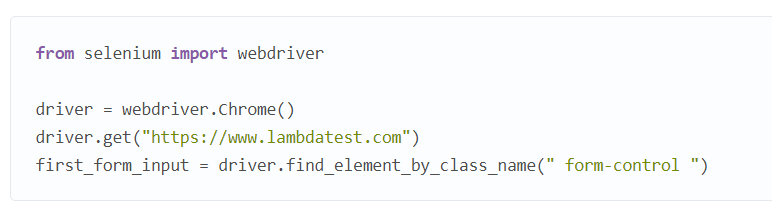 from selenium import webdriver
driver = webdriver.Chrome()
driver.get("https://www.lambdatest.com")
first_form_input = driver.find_element_by_class_name(" form-control ")